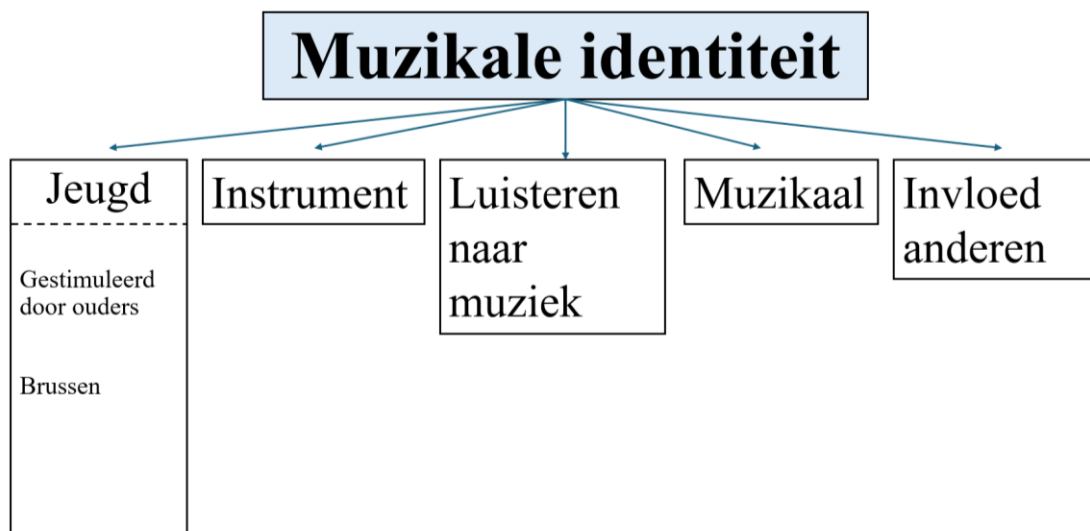 Muzikale identiteit
Jeugd
Gestimuleerd
door ouders
Brussen
Instrument
Luisteren
naar
muziek
Muzikaal
Invloed
anderen